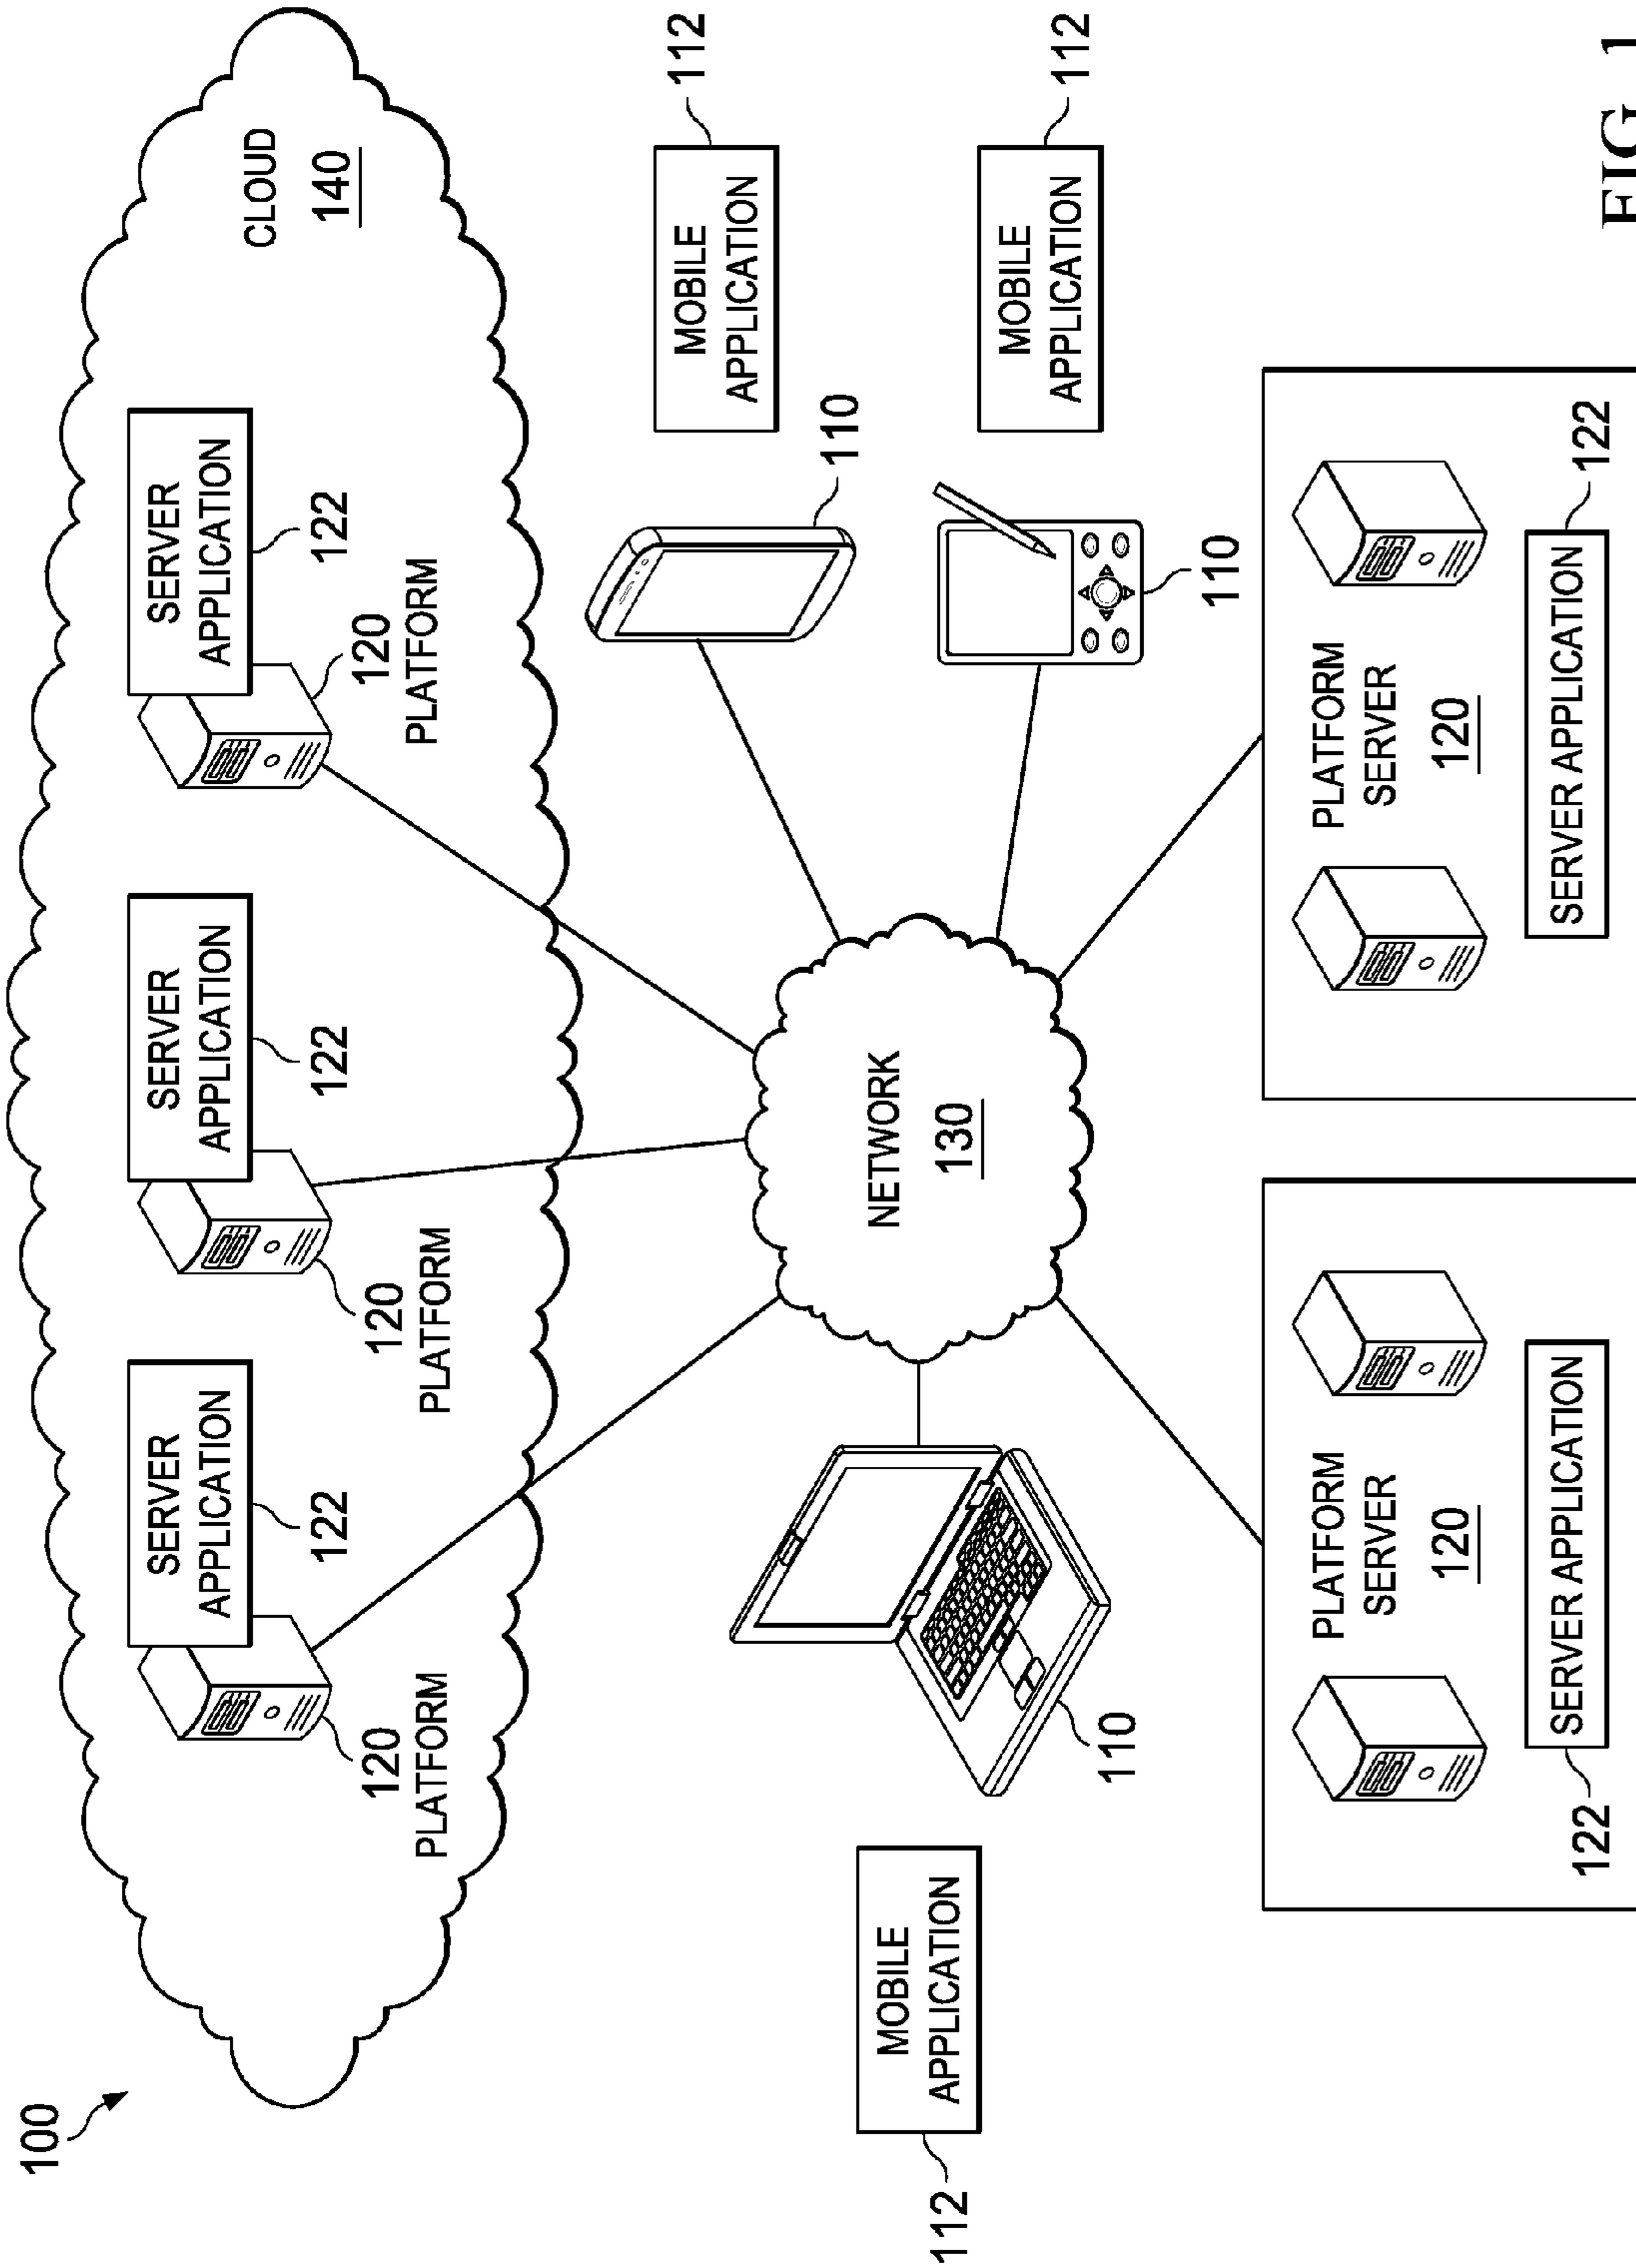 100
CLOUD
140
SERVER
APPLICATION
122
120
PLATFORM
SERVER
APPLICATION
122
120
PLATFORM
SERVER
APPLICATION
122
120
PLATFORM
MOBILE
APPLICATION
112
110
MOBILE
APPLICATION
112
110
NETWORK
130
MOBILE
APPLICATION
112
110
PLATFORM
SERVER
120
SERVER APPLICATION
122
PLATFORM
SERVER
120
SERVER APPLICATION
122
FIG. 1